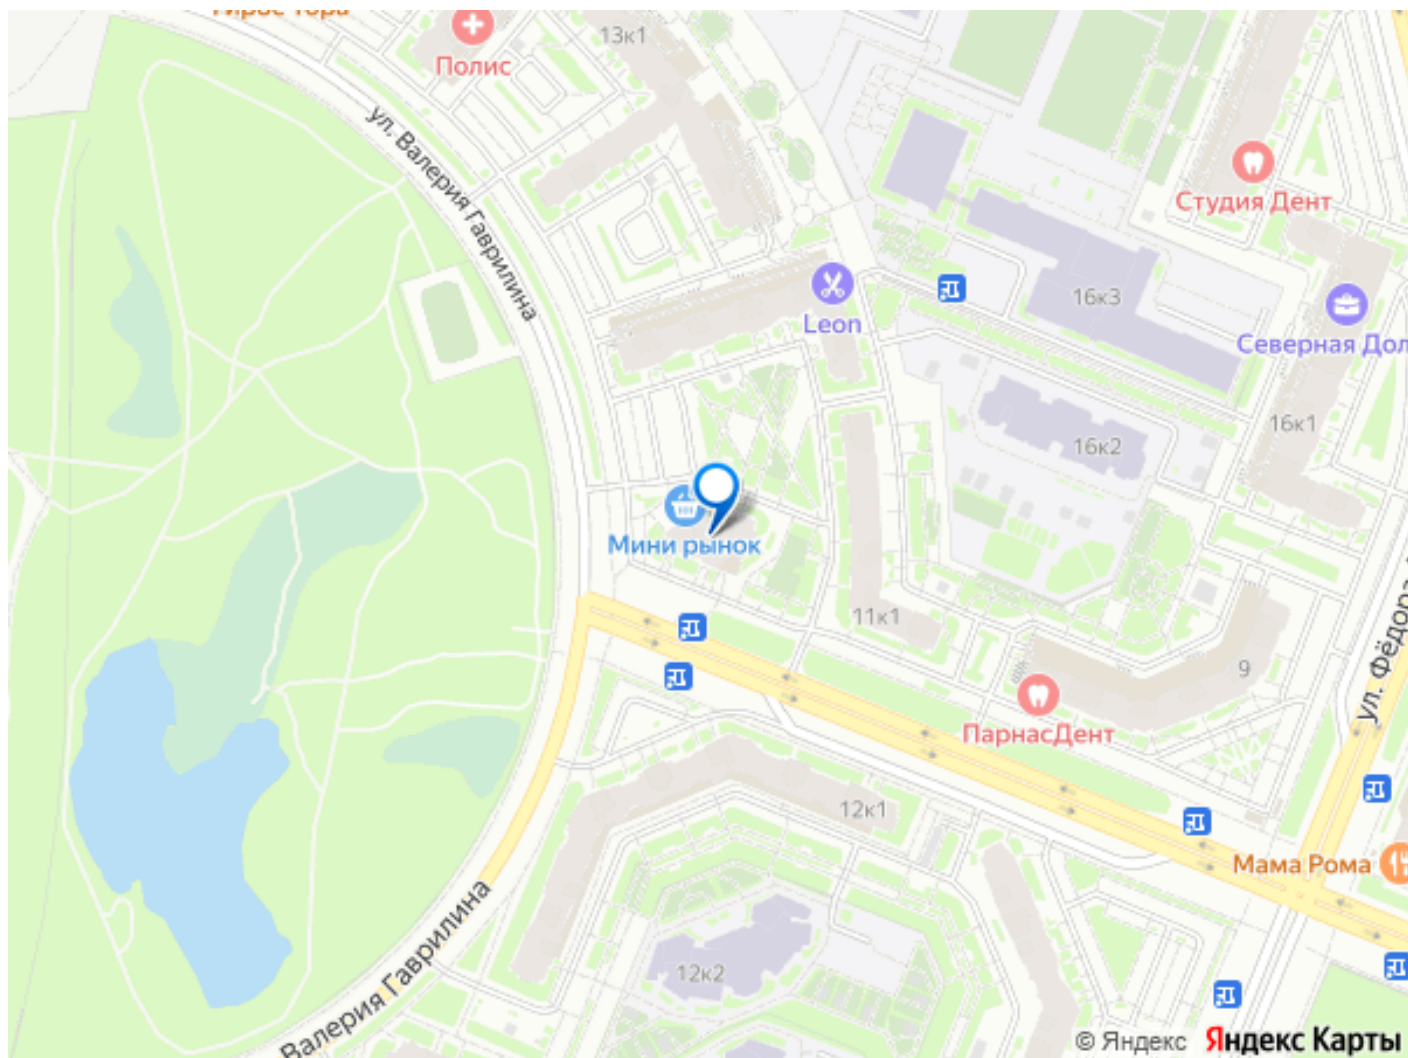 13к1
Полис
ул. Валерия Гаврилина
Студия Дент
16к3
Leon
Северная Дол
16к1
16к2
Мини рынок
11к1
9
ул. Фёдора
ПарнасДент
12к1
Мама Рома
Валерия Гаврилина
12к2
© Яндекс Яндекс Карты